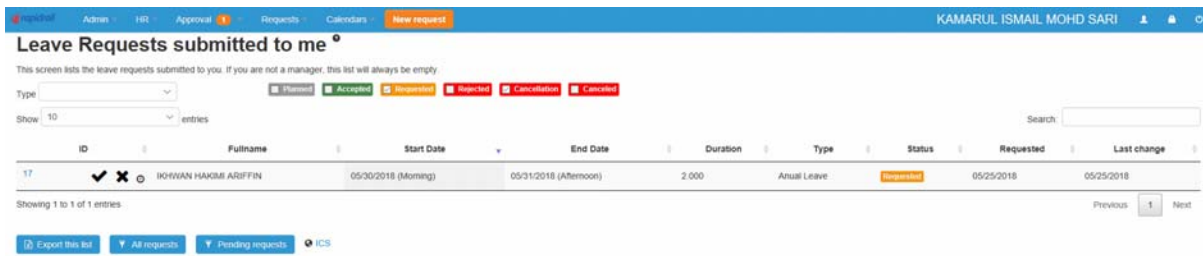 rapidrail Admin HR Approval 1 Requests Calendars New request KAMARUL ISMAIL MOHD SARI
Leave Requests submitted to me
This screen lists the leave requests submitted to you. If you are not a manager, this list will always be empty.
Type Planned Accepted Requested Rejected Cancellation Canceled
Show 10 entries Search:
ID Fullname Start Date End Date Duration Type Status Requested Last change
17 IKHWAN HAKIMI ARIFFIN 05/30/2018 (Morning) 05/31/2018 (Afternoon) 2.000 Anual Leave Requested 05/25/2018 05/25/2018
Showing 1 to 1 of 1 entries Previous 1 Next
Export this list All requests Pending requests ICS